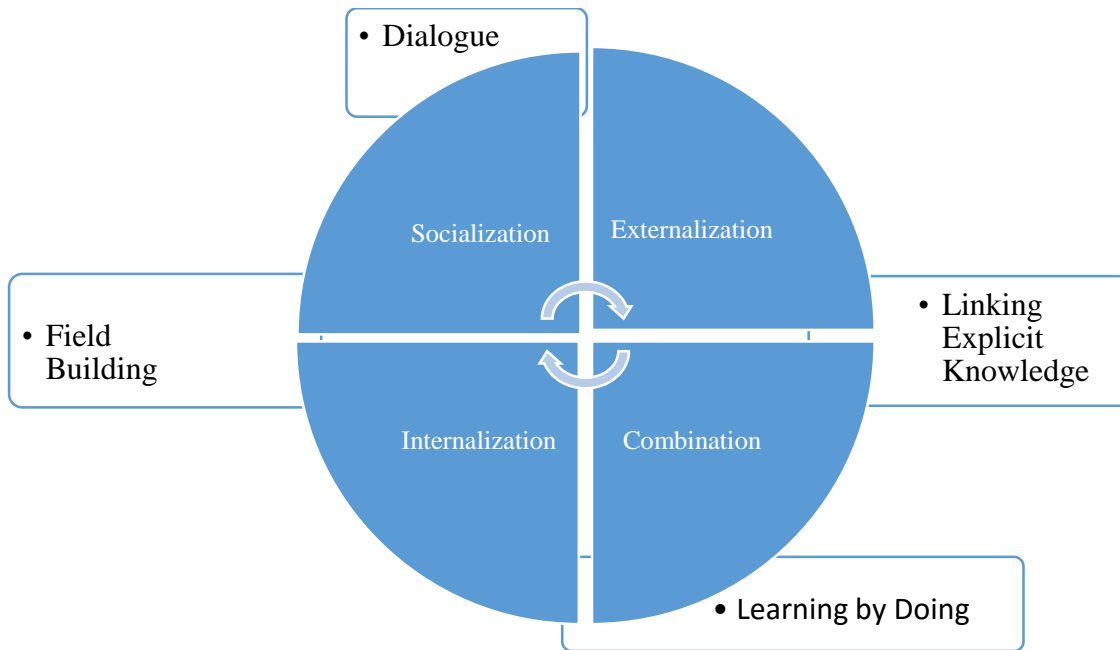 • Dialogue
Socialization
Externalization
• Field
Building
• Linking
Explicit
Knowledge
Internalization
Combination
• Learning by Doing